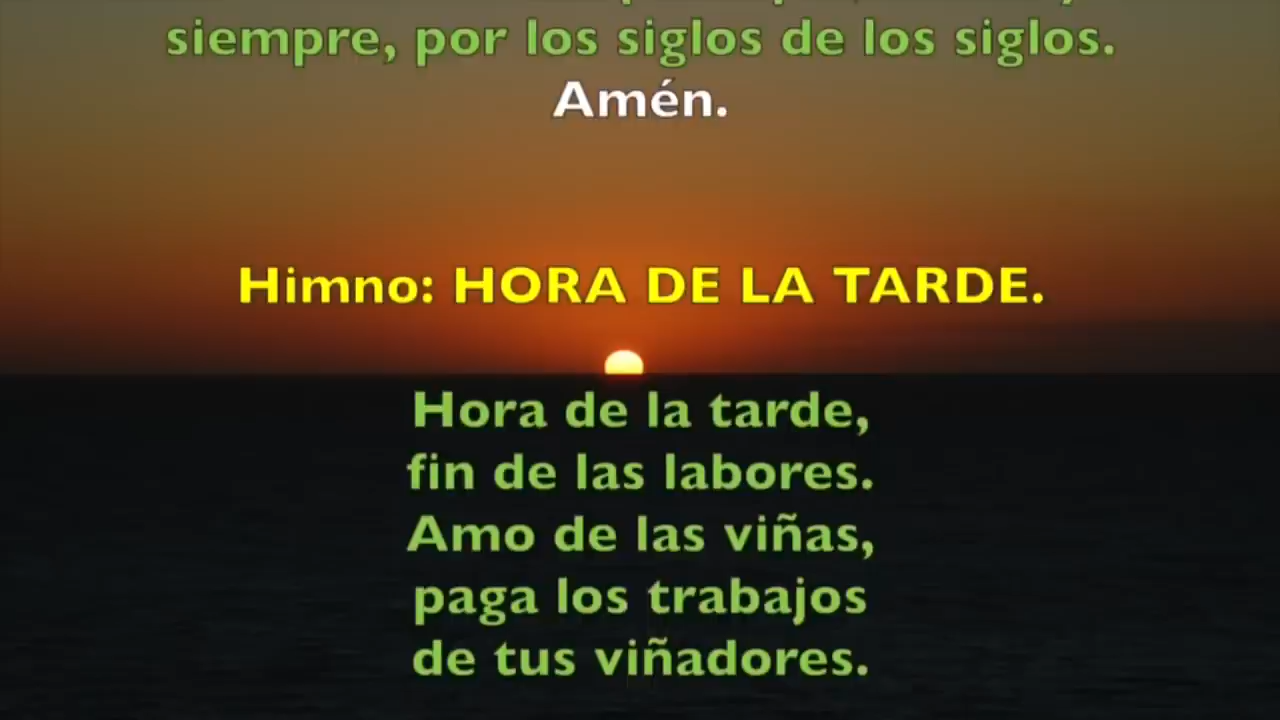 siempre, por los siglos de los siglos.
Amén.
Himno: HORA DE LA TARDE.
Hora de la tarde,
fin de las labores.
Amo de las viñas,
paga los trabajos
de tus viñadores.